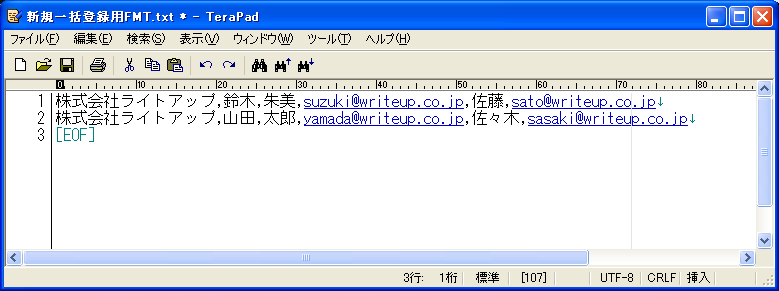 新規一括登録用FMT.txt * - TeraPad
ファイル(F) 編集(E) 検索(S) 表示(V) ウィンドウ(W) ツール(T) ヘルプ(H)
0 10 20 30 40 50 60 70 80
1 株式会社ライトアップ,鈴木,朱美,suzuki@writeup.co.jp,佐藤,sato@writeup.co.jp↓
2 株式会社ライトアップ,山田,太郎,yamada@writeup.co.jp,佐々木,sasaki@writeup.co.jp↓
3 [EOF]
3行: 1桁 標準 [107] UTF-8 CRLF 挿入